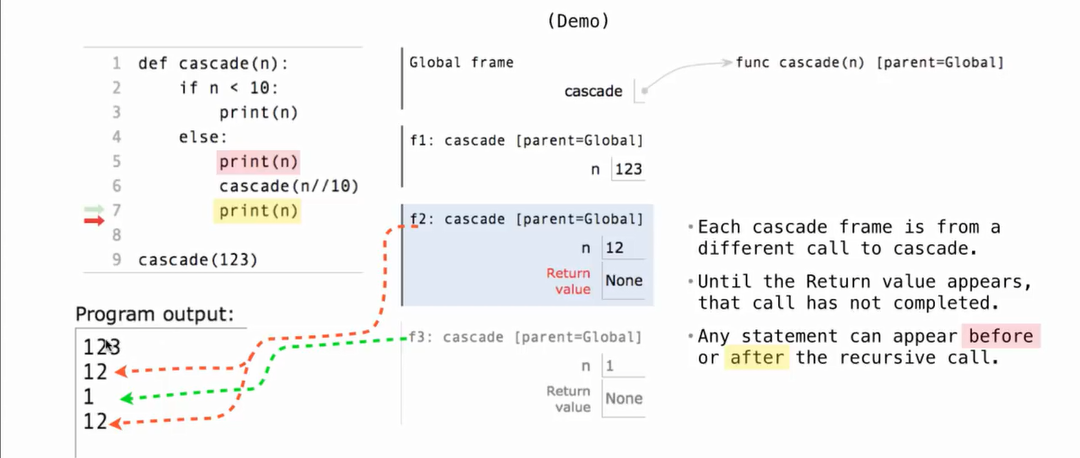 (Demo)
1 def cascade(n):
2 if n < 10:
3 print(n)
4 else:
5 print(n)
6 cascade(n//10)
7 print(n)
8
9 cascade(123)
Program output:
123
12
1
12
Global frame
cascade
func cascade(n) [parent=Global]
f1: cascade [parent=Global]
n 123
f2: cascade [parent=Global]
n 12
Return
value None
f3: cascade [parent=Global]
n 1
Return
value None
•Each cascade frame is from a
different call to cascade.
•Until the Return value appears,
that call has not completed.
•Any statement can appear before
or after the recursive call.